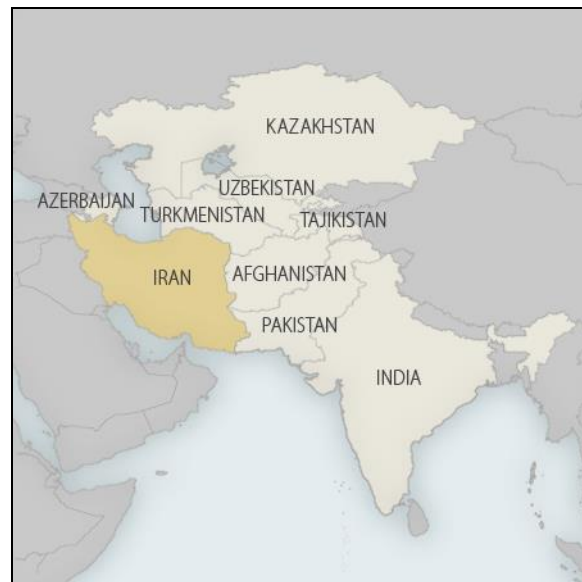 KAZAKHSTAN
UZBEKISTAN
AZERBAIJAN
TURKMENISTAN
TAJIKISTAN
IRAN
AFGHANISTAN
PAKISTAN
INDIA